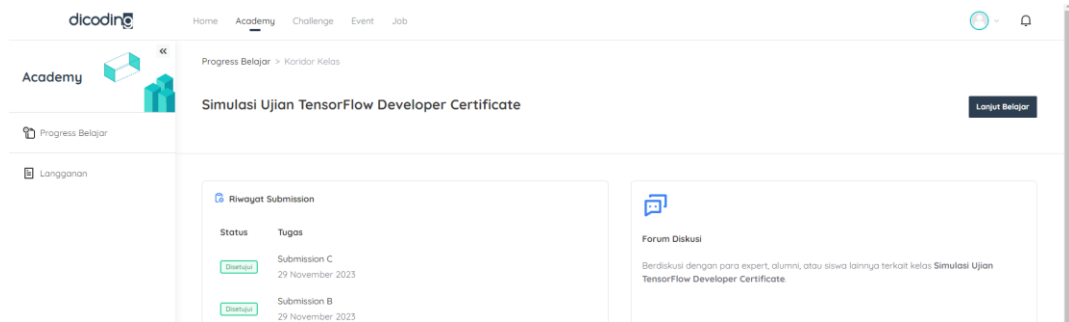 dicoding
Home Academy Challenge Event Job
Academy
Progress Belajar
Langganan
Progress Belajar > Koridor Kelas
Simulasi Ujian TensorFlow Developer Certificate
Lanjut Belajar
Riwayat Submission
Status Tugas
Disetujui
Submission C
29 November 2023
Disetujui
Submission B
29 November 2023
Forum Diskusi
Berdiskusi dengan para expert, alumni, atau siswa lainnya terkait kelas Simulasi Ujian
TensorFlow Developer Certificate.